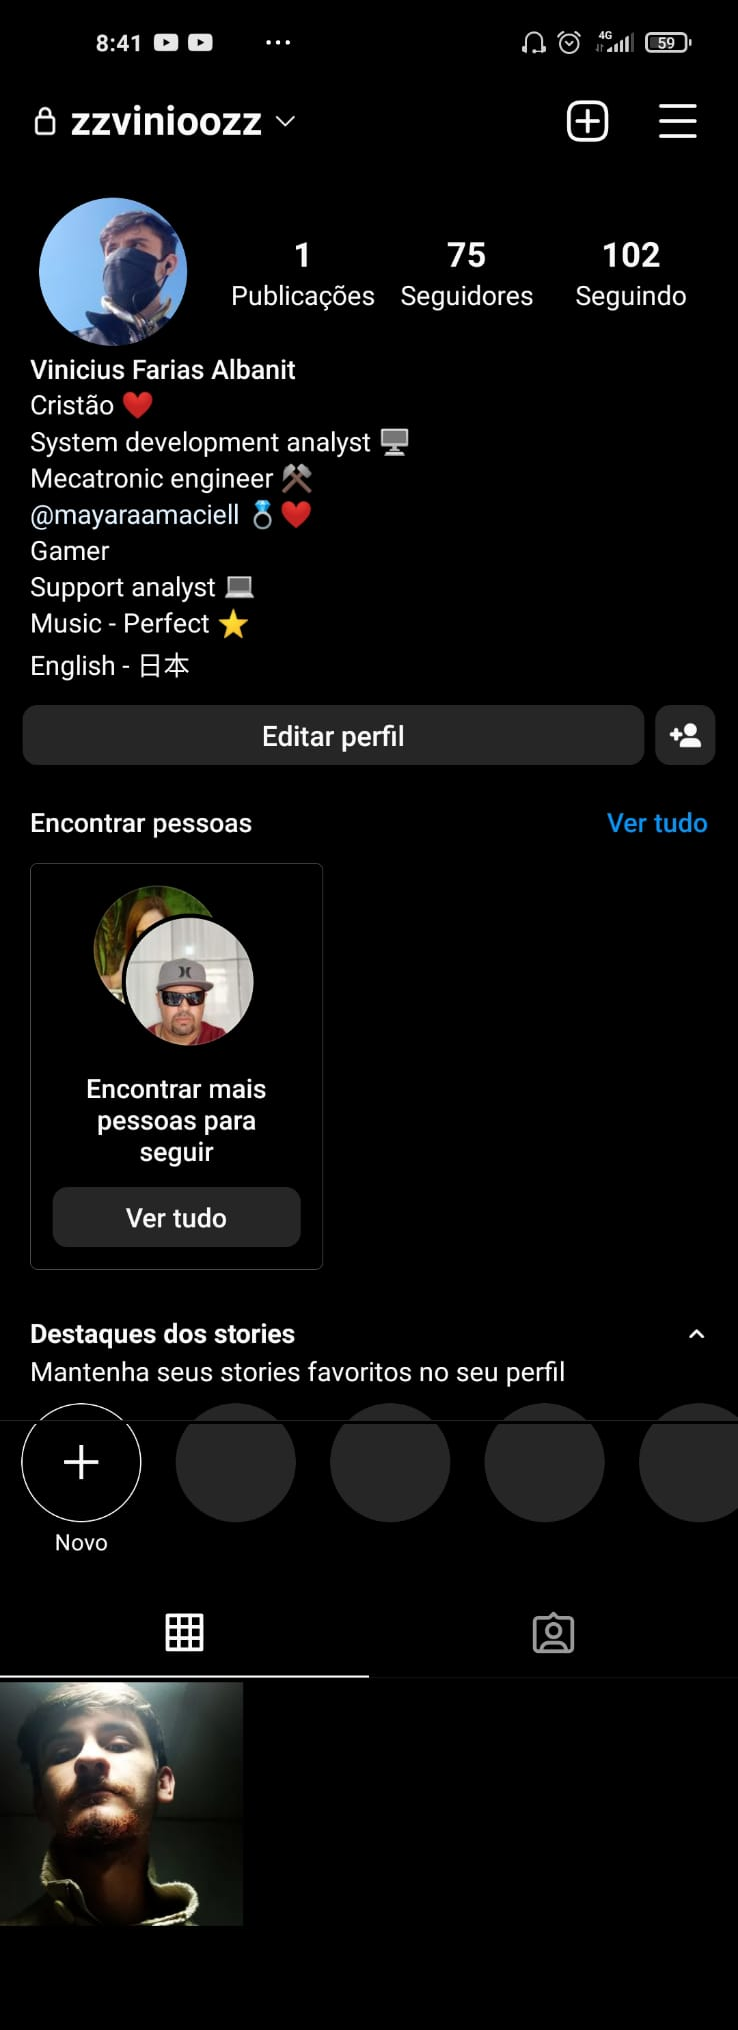 8:41
4G
59
zzvinioozz
1
75
102
Publicações
Seguidores
Seguindo
Vinicius Farias Albanit
Cristão ❤️
System development analyst 🖥️
Mecatronic engineer ⚒️
@mayaraamaciell 💍❤️
Gamer
Support analyst 💻
Music - Perfect ⭐
English - 日本
Editar perfil
Encontrar pessoas
Ver tudo
Encontrar mais
pessoas para
seguir
Ver tudo
Destaques dos stories
Mantenha seus stories favoritos no seu perfil
Novo